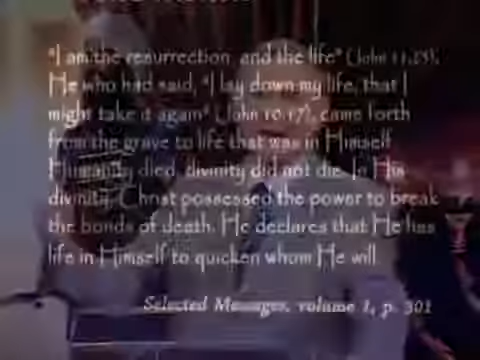 "I am the resurrection, and the life" (John 11:25).
He who had said, "I lay down my life, that I
might take it again" (John 10:17), came forth
from the grave to life that was in Himself.
Humanity died; divinity did not die. In His
divinity, Christ possessed the power to break
the bonds of death. He declares that He has
life in Himself to quicken whom He will.
Selected Messages, volume 1, p. 301